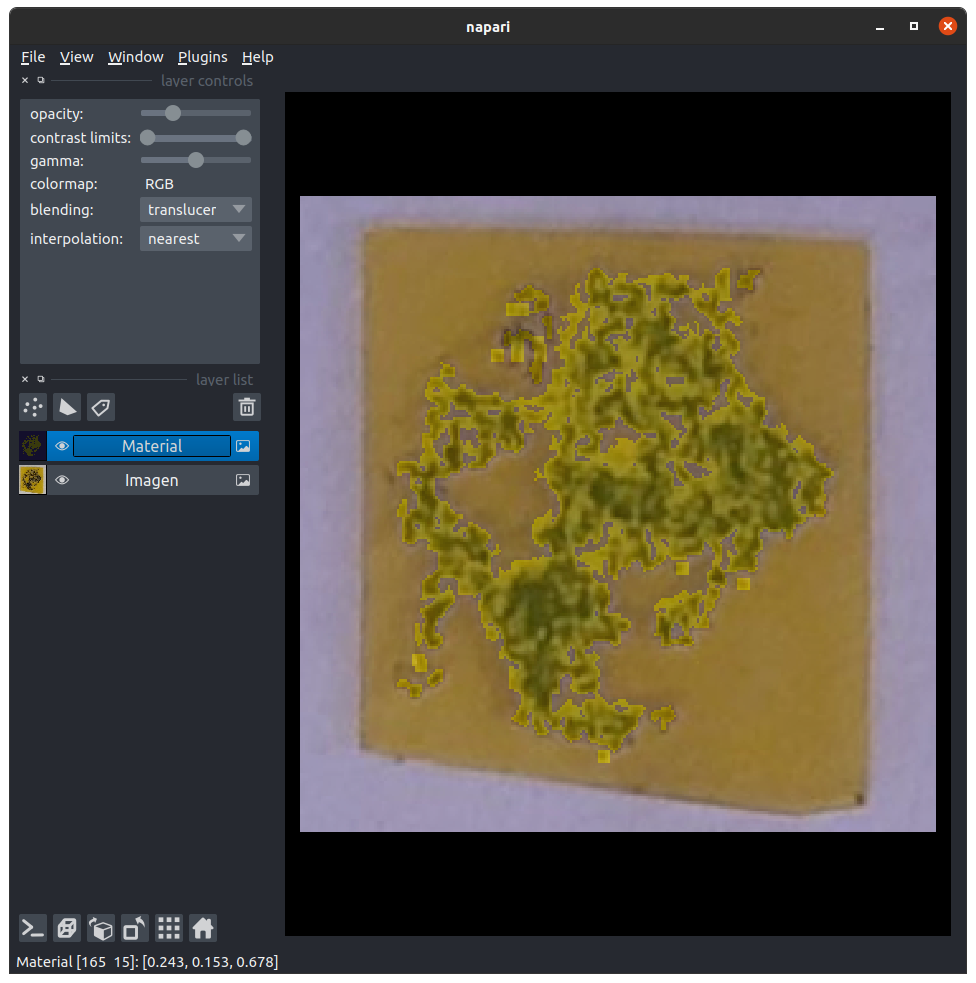 napari
File View Window Plugins Help
layer controls
opacity:
contrast limits:
gamma:
colormap: RGB
blending: translucer
interpolation: nearest
layer list
Material
Imagen
Material [165 15]: [0.243, 0.153, 0.678]